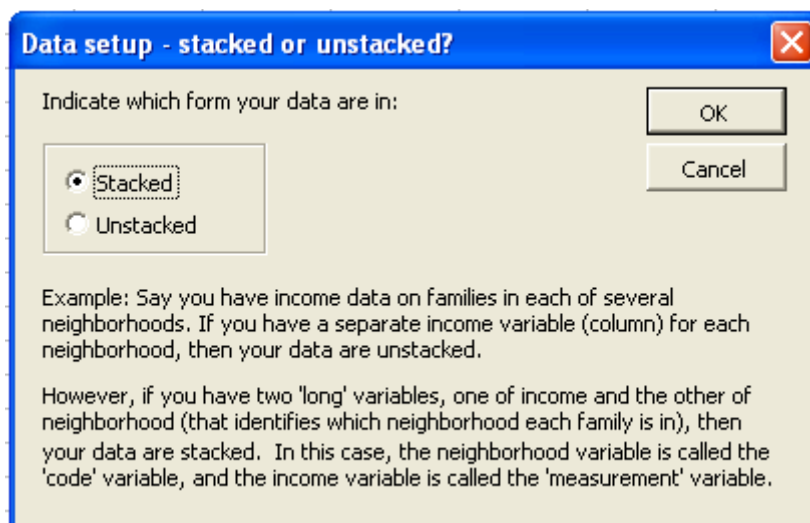 Data setup - stacked or unstacked?
Indicate which form your data are in:
OK
Cancel
Stacked
Unstacked
Example: Say you have income data on families in each of several
neighborhoods. If you have a separate income variable (column) for each
neighborhood, then your data are unstacked.
However, if you have two 'long' variables, one of income and the other of
neighborhood (that identifies which neighborhood each family is in), then
your data are stacked. In this case, the neighborhood variable is called the
'code' variable, and the income variable is called the 'measurement' variable.